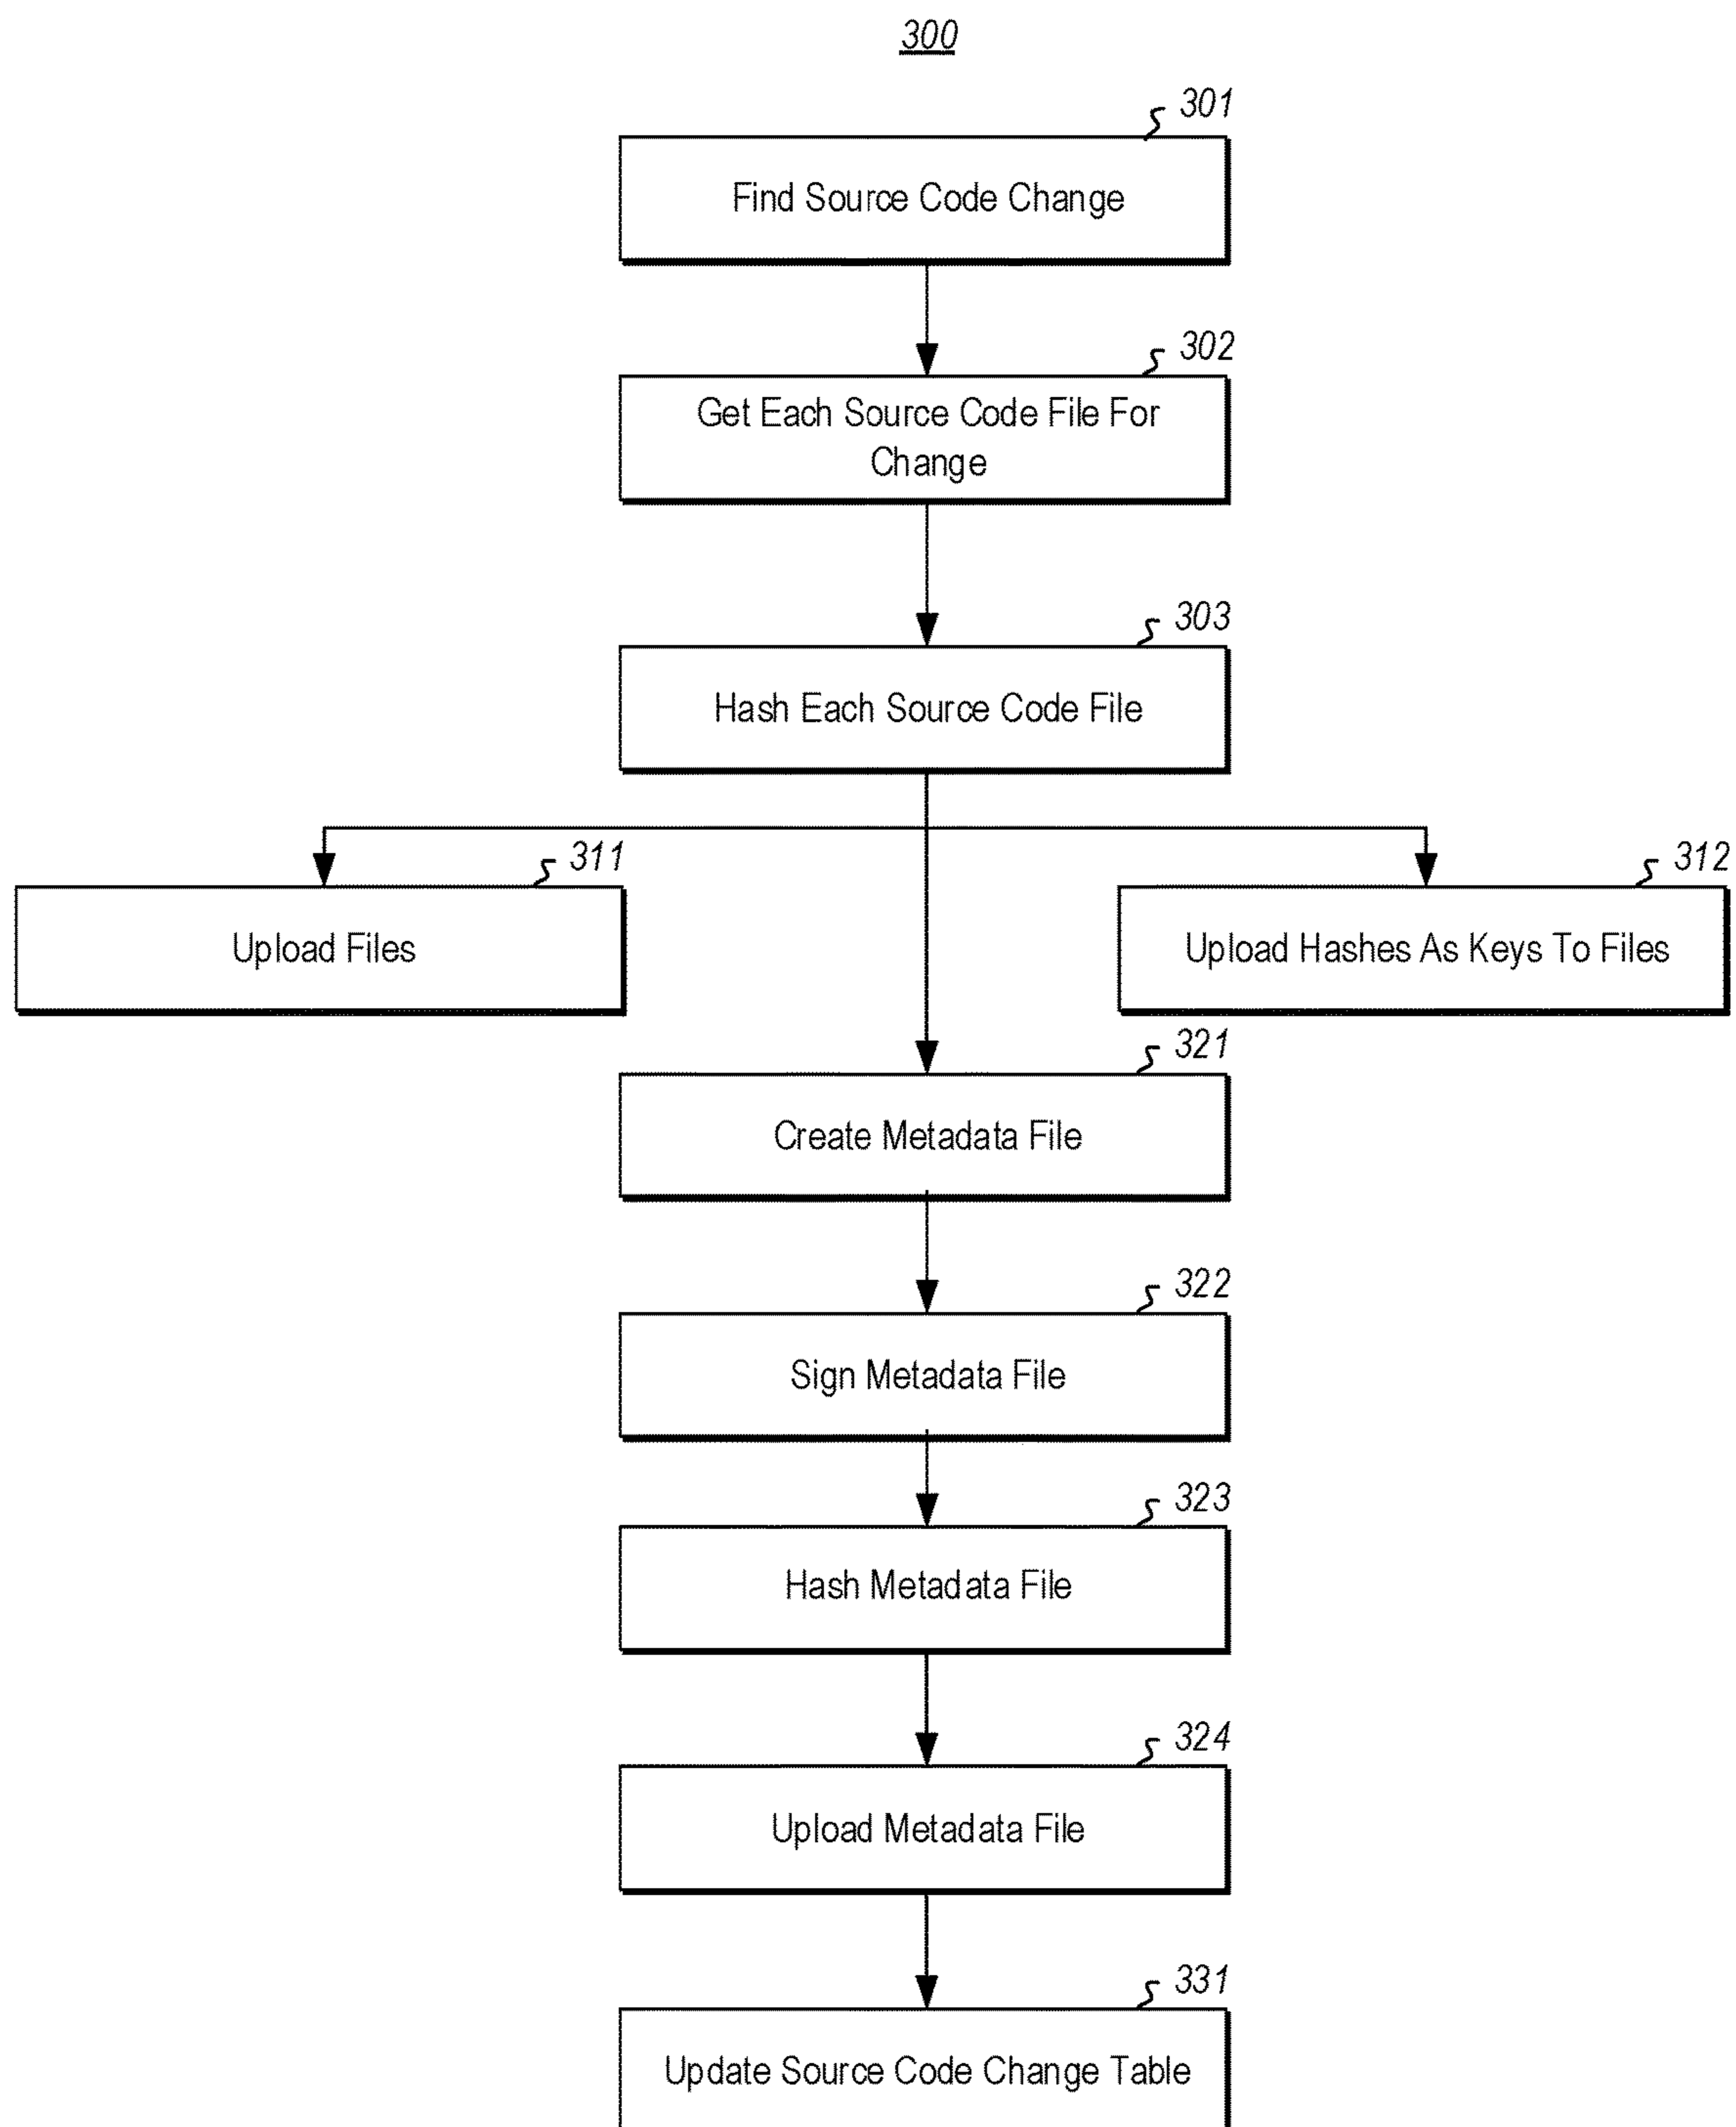 300
301
Find Source Code Change
302
Get Each Source Code File For
Change
303
Hash Each Source Code File
311
Upload Files
312
Upload Hashes As Keys To Files
321
Create Metadata File
322
Sign Metadata File
323
Hash Metadata File
324
Upload Metadata File
331
Update Source Code Change Table